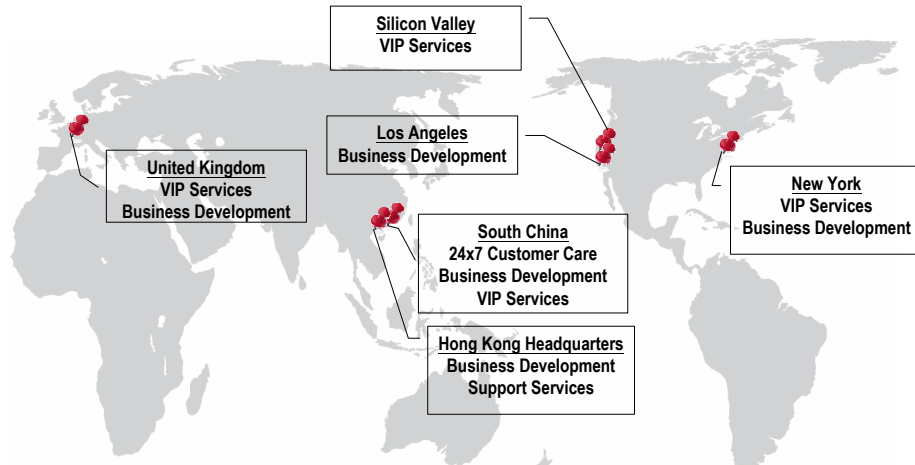 Silicon Valley
VIP Services
Los Angeles
Business Development
United Kingdom
VIP Services
Business Development
New York
VIP Services
Business Development
South China
24x7 Customer Care
Business Development
VIP Services
Hong Kong Headquarters
Business Development
Support Services